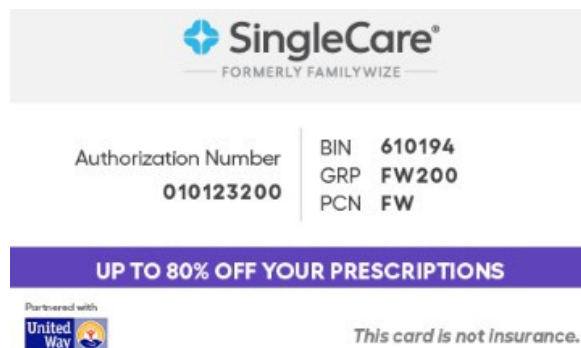 SingleCare®
FORMERLY FAMILYWIZE
Authorization Number
010123200
BIN 610194
GRP FW200
PCN FW
UP TO 80% OFF YOUR PRESCRIPTIONS
Partnered with
United
Way
This card is not insurance.